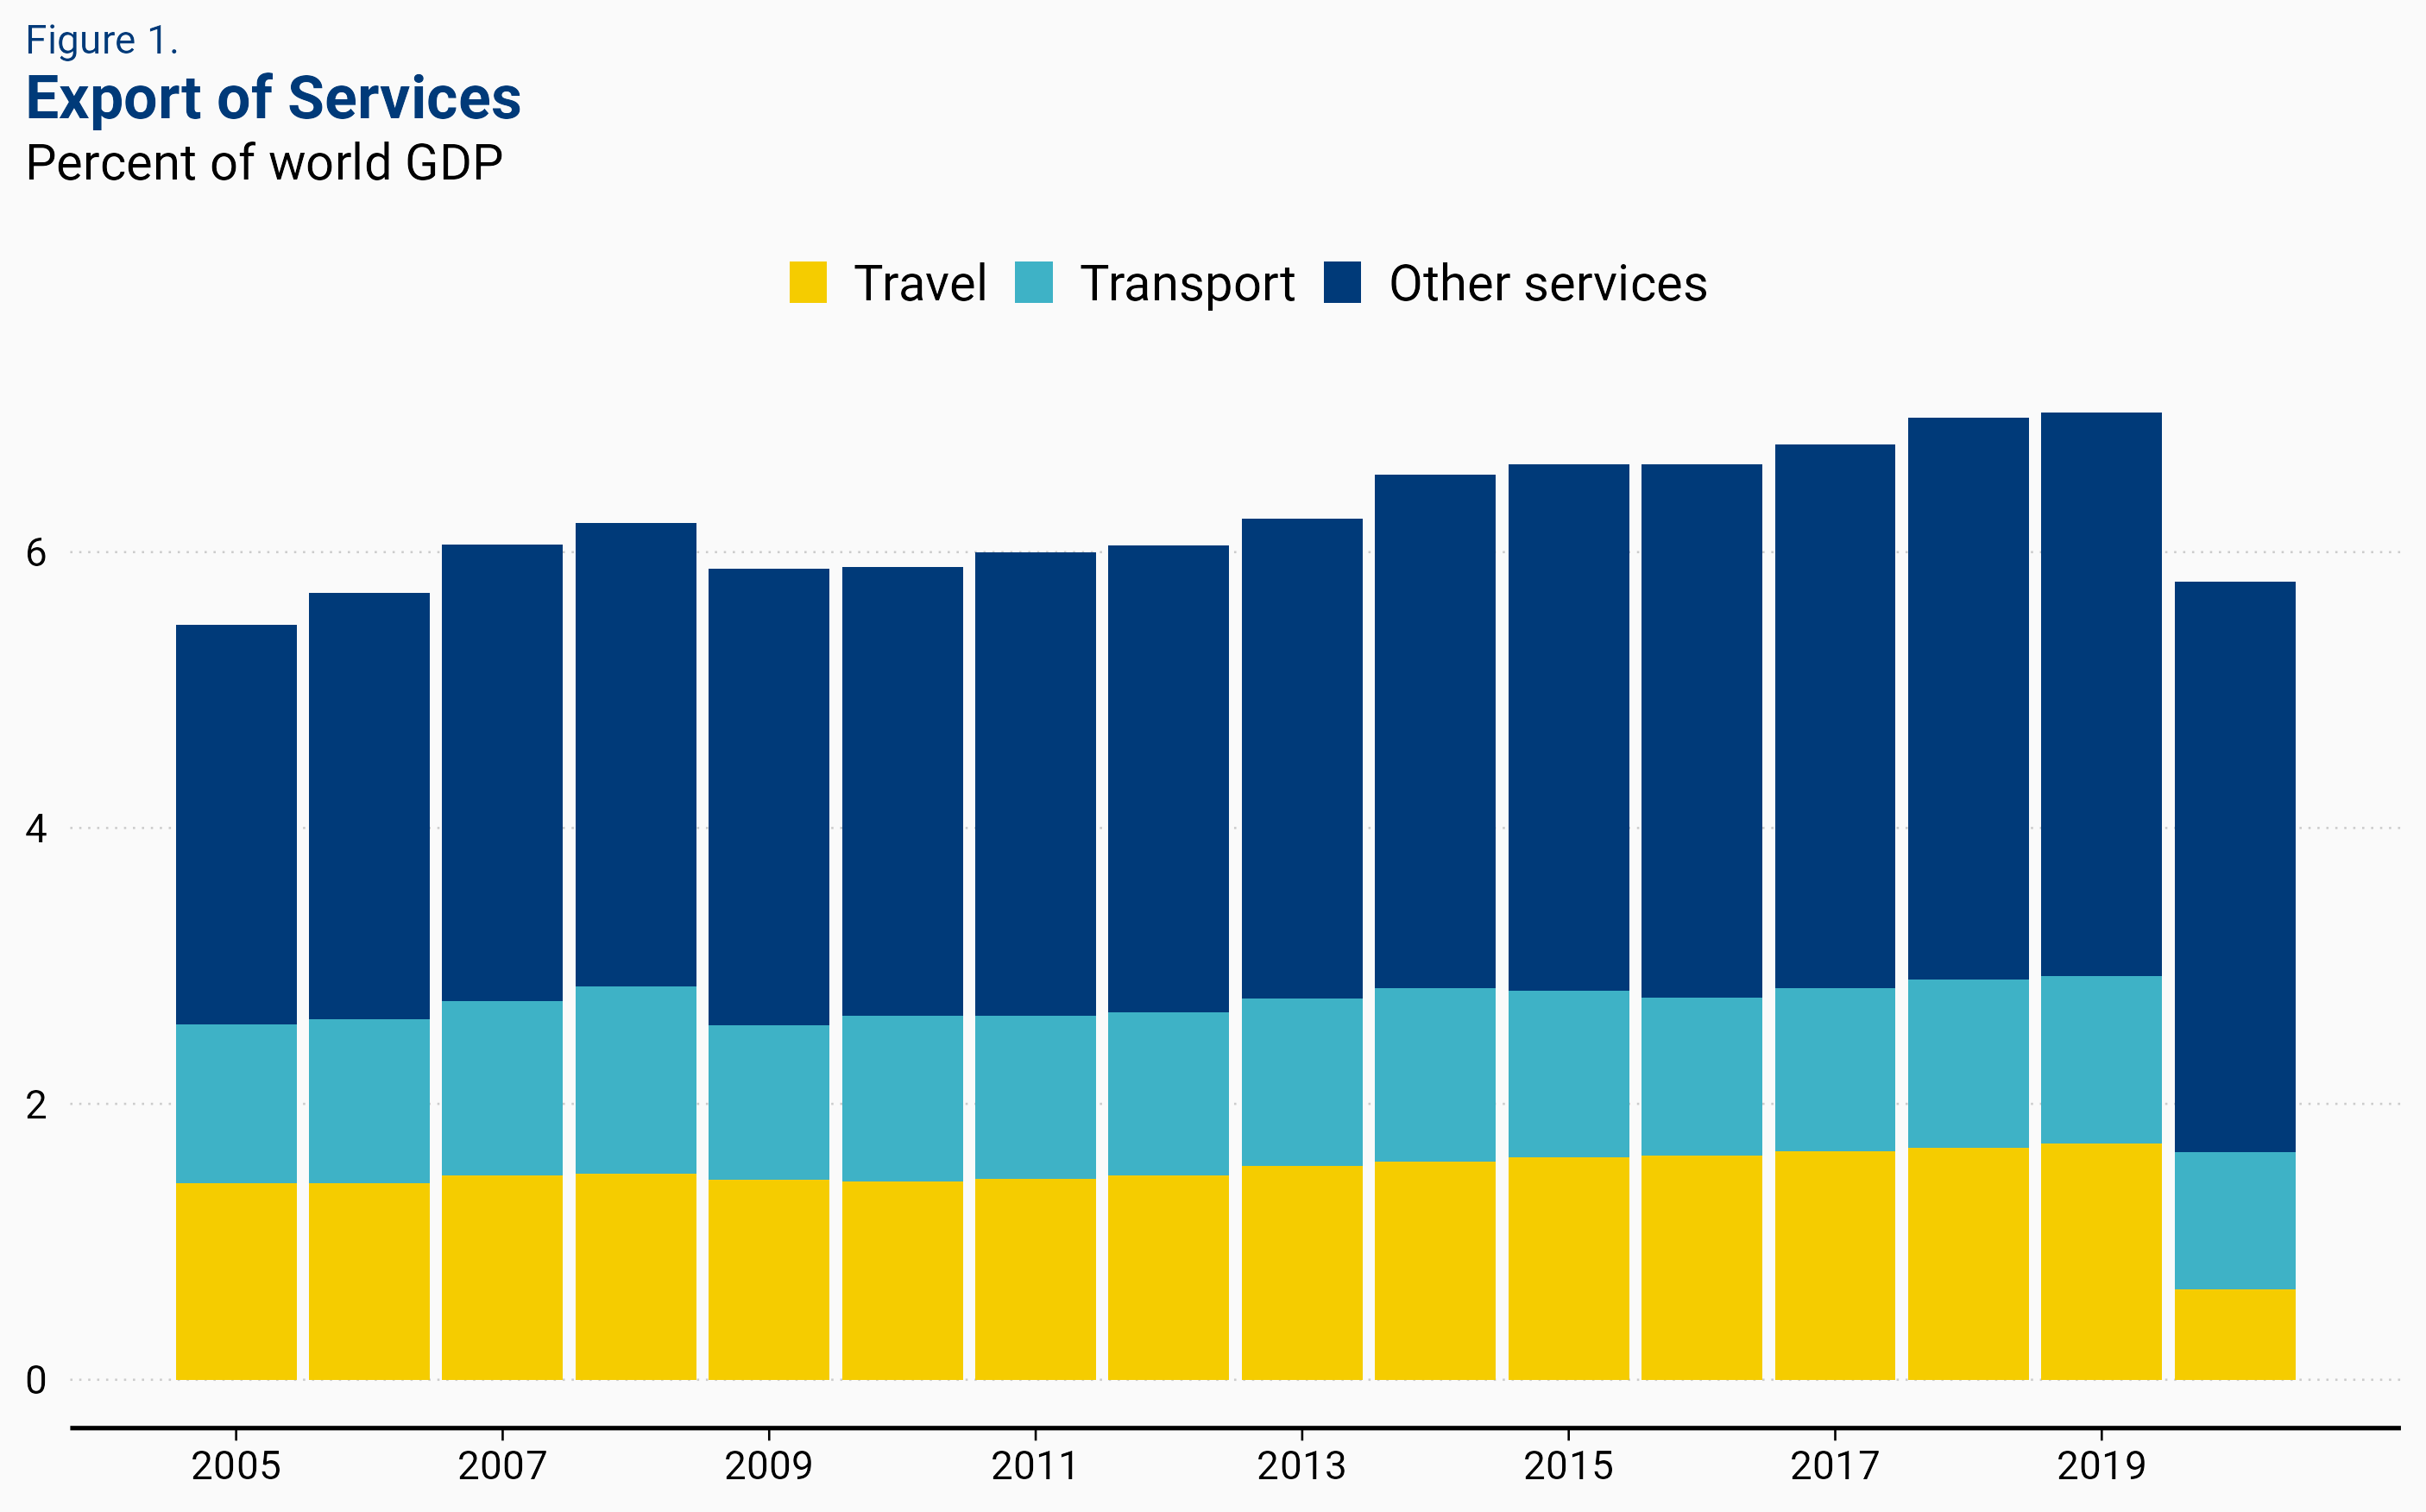 Figure 1.
Export of Services
Percent of world GDP
Travel Transport Other services
6
4
2
0
2005 2007 2009 2011 2013 2015 2017 2019